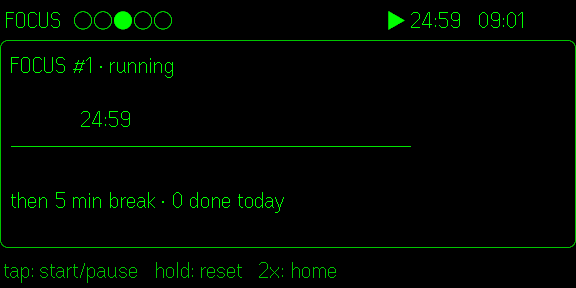 FOCUS ○○●○○ ▶ 24:59 09:01
FOCUS #1 · running
24:59
then 5 min break · 0 done today
tap: start/pause hold: reset 2x: home